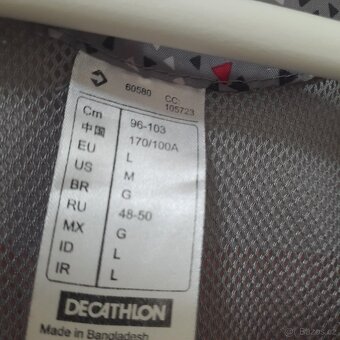 60580 CC: 105723
Cm 96-103
中国 170/100A
EU L
US M
BR G
RU 48-50
MX G
ID L
IR L
DECATHLON
Made in Bangladesh